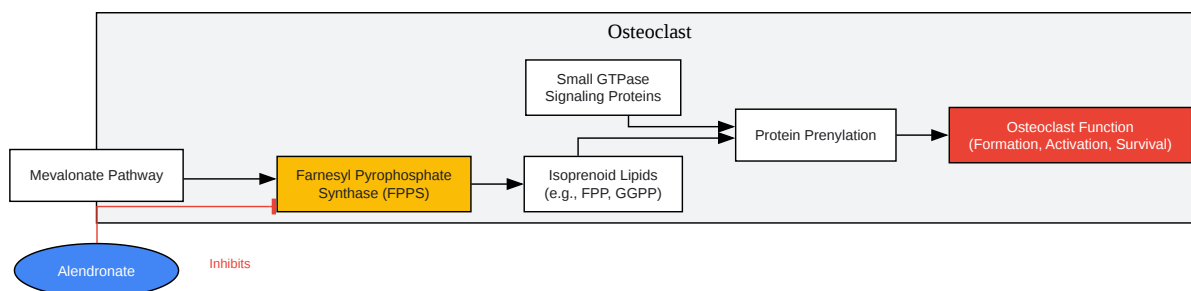 Osteoclast
Small GTPase
Signaling Proteins
Protein Prenylation
Osteoclast Function
(Formation, Activation, Survival)
Mevalonate Pathway
Farnesyl Pyrophosphate
Synthase (FPPS)
Isoprenoid Lipids
(e.g., FPP, GGPP)
Alendronate
Inhibits